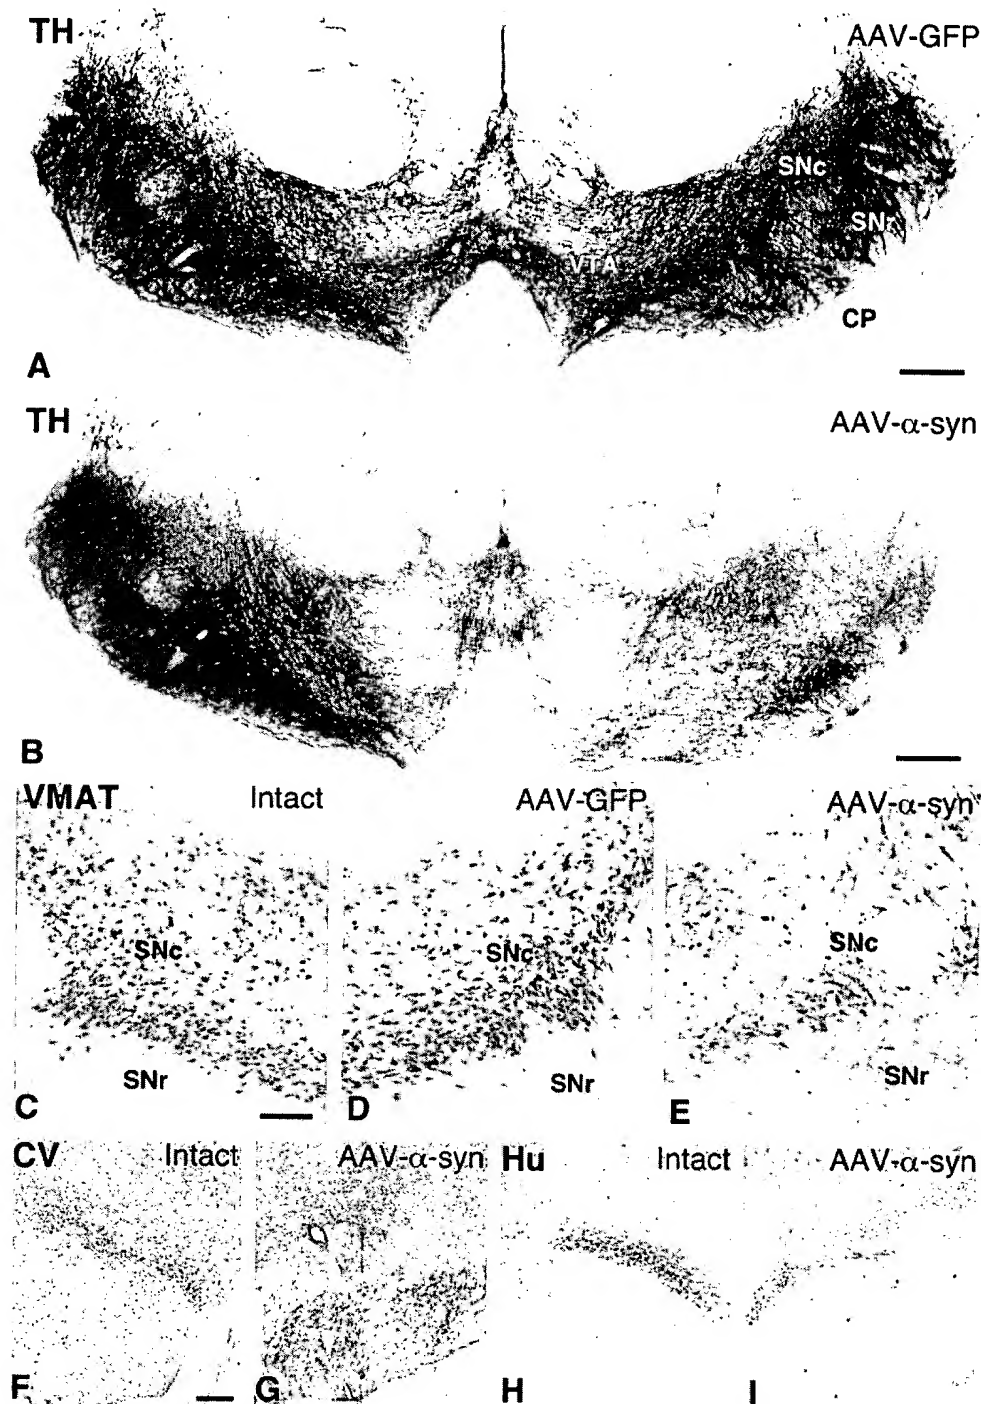 TH AAV-GFP
SNc
SNr
VTA
CP
A
TH AAV-α-syn
B
VMAT Intact AAV-GFP AAV-α-syn
SNc SNc SNc
SNr SNr SNr
C D E
CV Intact AAV-α-syn Hu Intact AAV-α-syn
F G H I